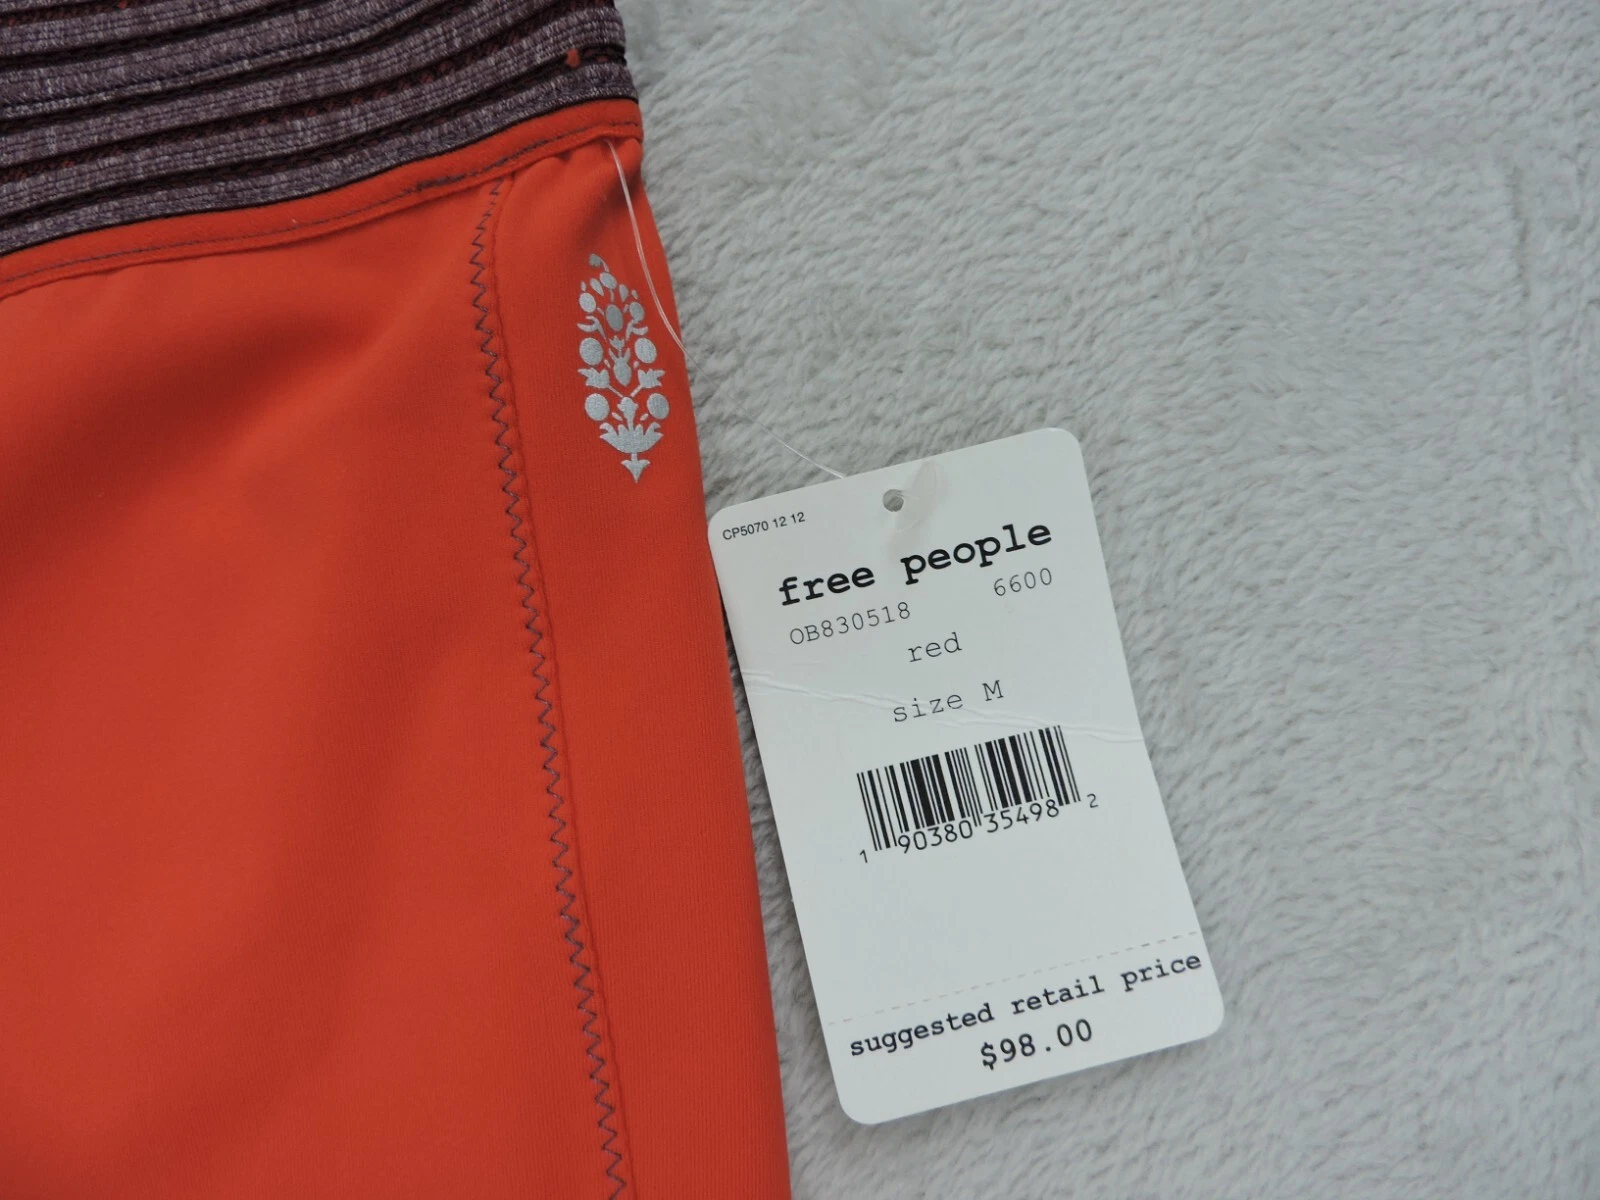 CP5070 12 12
free people
OB830518 6600
red
size M
1 90380 35498 2
suggested retail price
$98.00